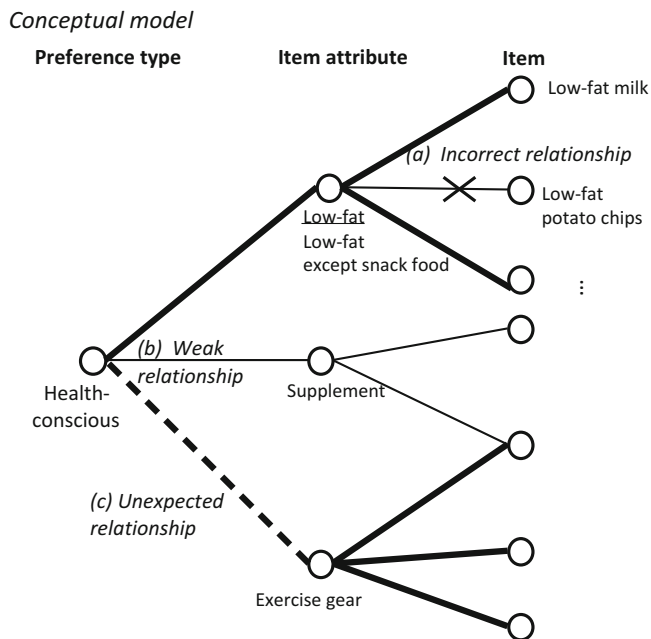 Conceptual model
Preference type Item attribute Item
Low-fat milk
(a) Incorrect relationship
Low-fat
potato chips
Low-fat
Low-fat
except snack food
⋮
(b) Weak
relationship
Health-
conscious
Supplement
(c) Unexpected
relationship
Exercise gear